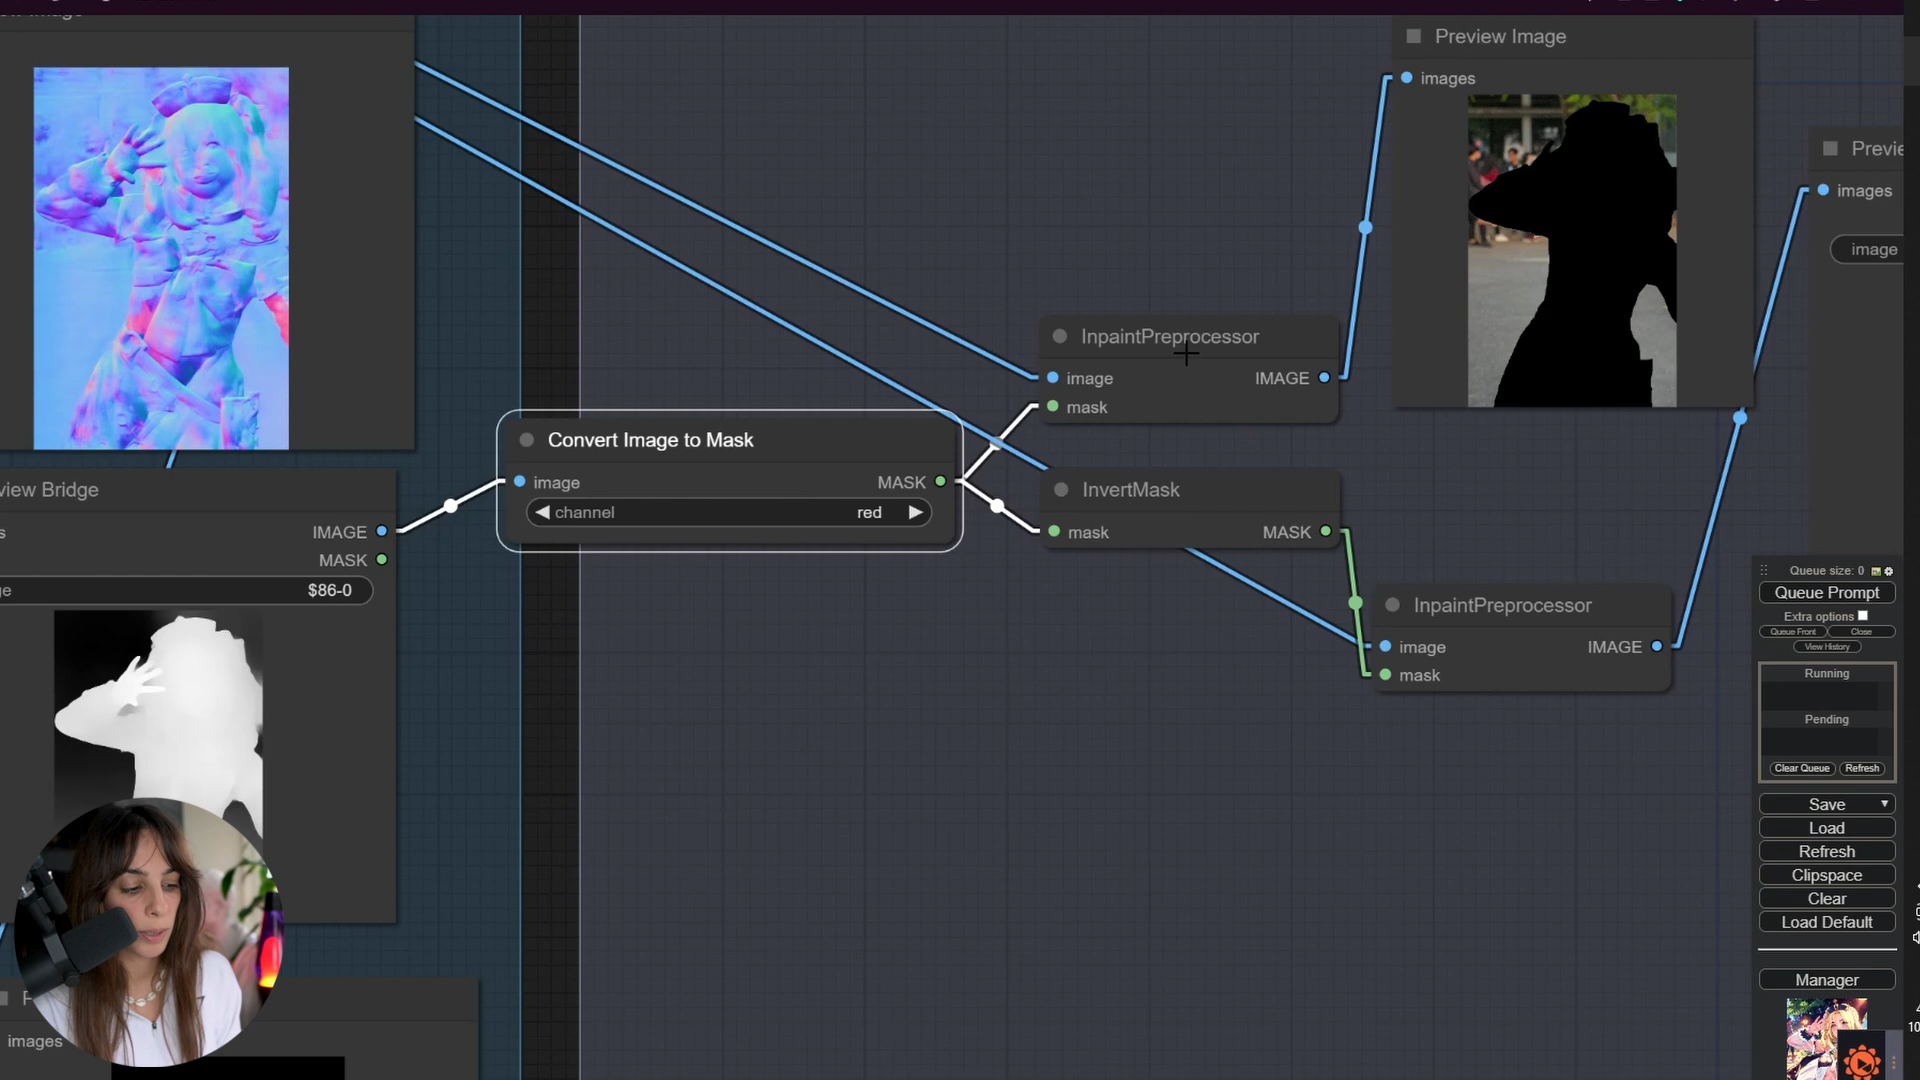 Preview Image
images
images
image
InpaintPreprocessor
image
IMAGE
mask
Convert Image to Mask
image
MASK
channel
red
view Bridge
IMAGE
MASK
$86-0
InvertMask
mask
MASK
InpaintPreprocessor
image
IMAGE
mask
Queue size: 0
Queue Prompt
Extra options
Queue Front
Close
View History
Running
Pending
Clear Queue
Refresh
Save
Load
Refresh
Clipspace
Clear
Load Default
Manager
images